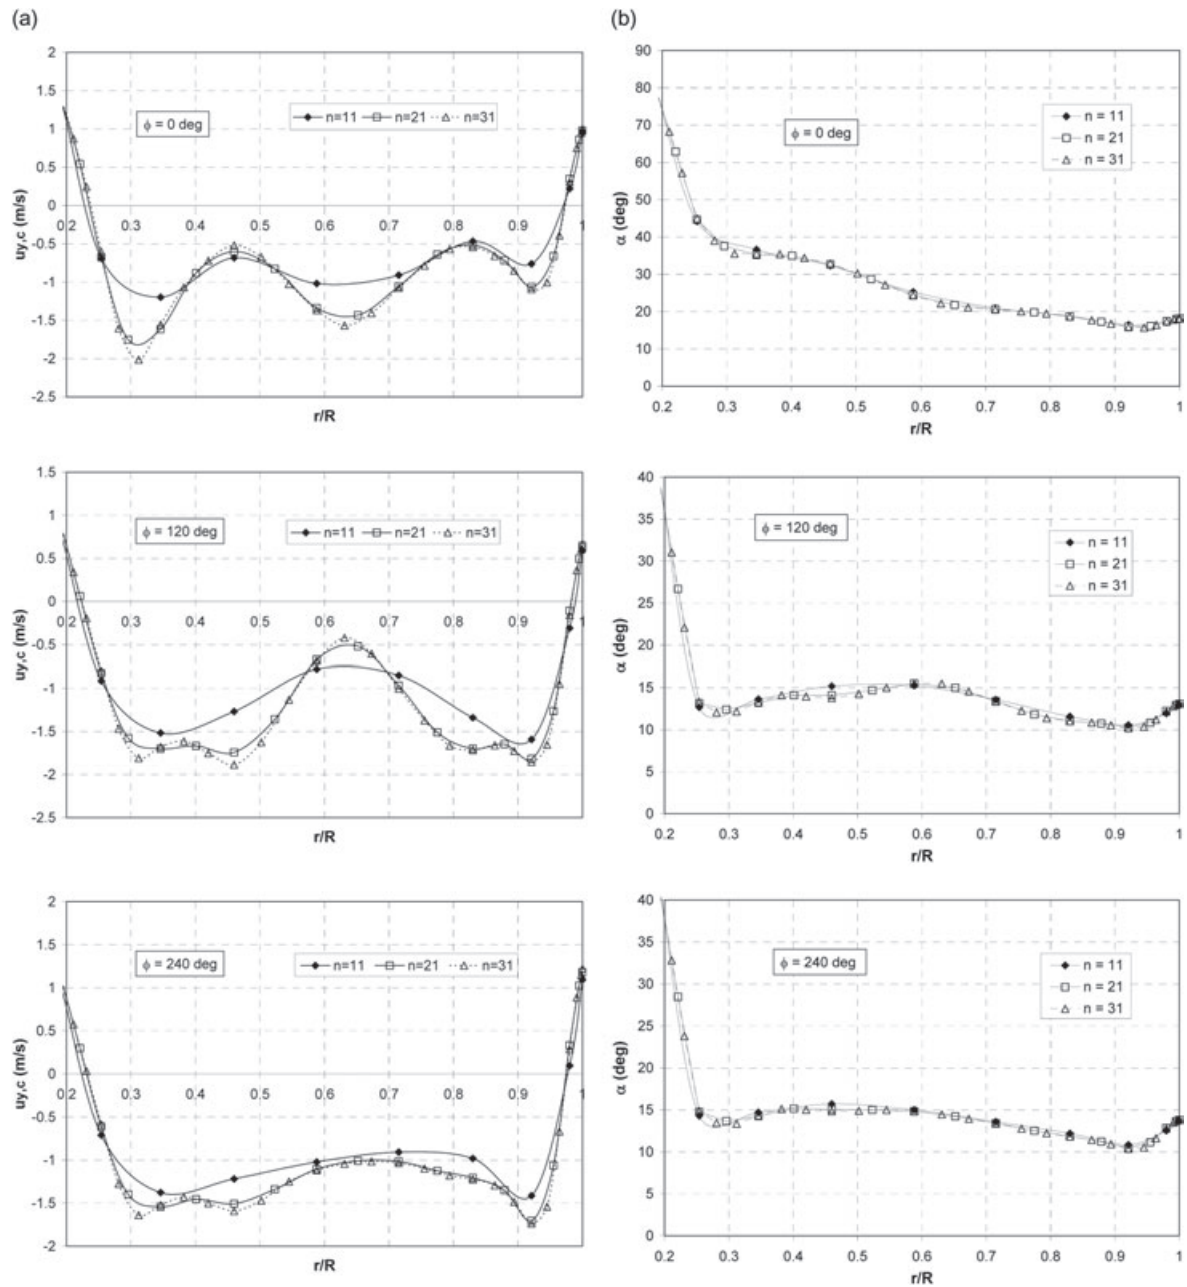 (a)
2
1.5
1
0.5
0
-0.5
-1
-1.5
-2
-2.5
uy,c (m/s)
ϕ = 0 deg
n=11 n=21 n=31
0.2 0.3 0.4 0.5 0.6 0.7 0.8 0.9 1
r/R
(b)
90
80
70
60
50
40
30
20
10
0
α (deg)
ϕ = 0 deg
n = 11
n = 21
n = 31
0.2 0.3 0.4 0.5 0.6 0.7 0.8 0.9 1
r/R
1.5
1
0.5
0
-0.5
-1
-1.5
-2
-2.5
uy,c (m/s)
ϕ = 120 deg
n=11 n=21 n=31
0.2 0.3 0.4 0.5 0.6 0.7 0.8 0.9 1
r/R
40
35
30
25
20
15
10
5
0
α (deg)
ϕ = 120 deg
n = 11
n = 21
n = 31
0.2 0.3 0.4 0.5 0.6 0.7 0.8 0.9 1
r/R
2
1.5
1
0.5
0
-0.5
-1
-1.5
-2
uy,c (m/s)
ϕ = 240 deg
n=11 n=21 n=31
0.2 0.3 0.4 0.5 0.6 0.7 0.8 0.9 1
r/R
40
35
30
25
20
15
10
5
0
α (deg)
ϕ = 240 deg
n = 11
n = 21
n = 31
0.2 0.3 0.4 0.5 0.6 0.7 0.8 0.9 1
r/R